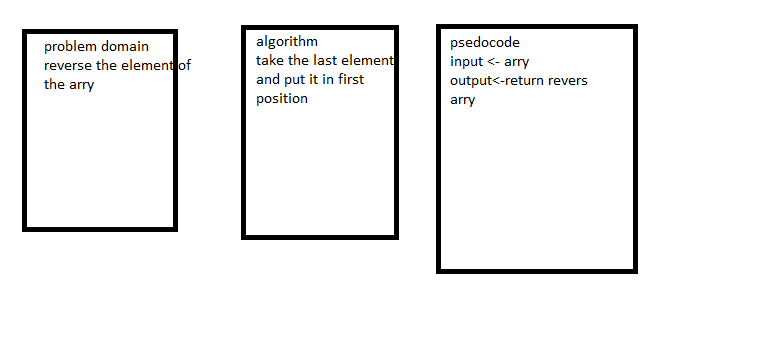 problem domain
reverse the element of
the arry
algorithm
take the last element
and put it in first
position
psedocode
input <- arry
output<-return revers
arry